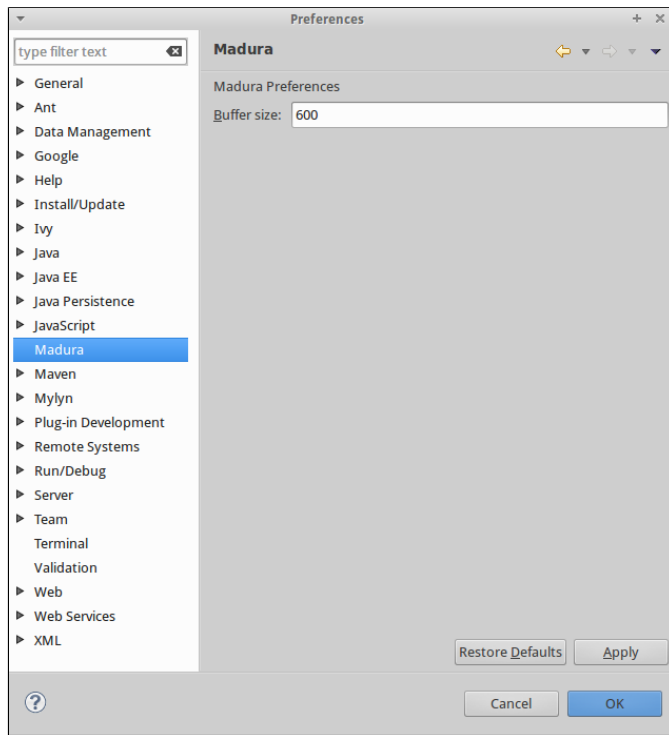 Preferences
type filter text
General
Ant
Data Management
Google
Help
Install/Update
Ivy
Java
Java EE
Java Persistence
JavaScript
Madura
Maven
Mylyn
Plug-in Development
Remote Systems
Run/Debug
Server
Team
Terminal
Validation
Web
Web Services
XML
Madura
Madura Preferences
Buffer size: 600
Restore Defaults Apply
Cancel OK